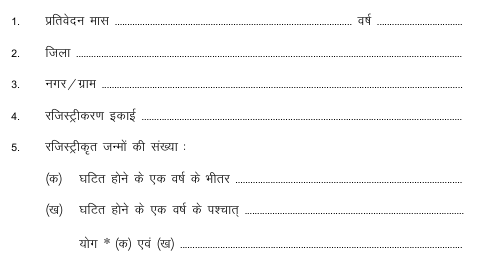 1. प्रतिवेदन मास ........................ वर्ष ........................
2. जिला ........................
3. नगर/ग्राम ........................
4. रजिस्ट्रीकरण इकाई ........................
5. रजिस्ट्रीकृत जन्मों की संख्या :
(क) घटित होने के एक वर्ष के भीतर ........................
(ख) घटित होने के एक वर्ष के पश्चात् ........................
योग * (क) एवं (ख) ........................